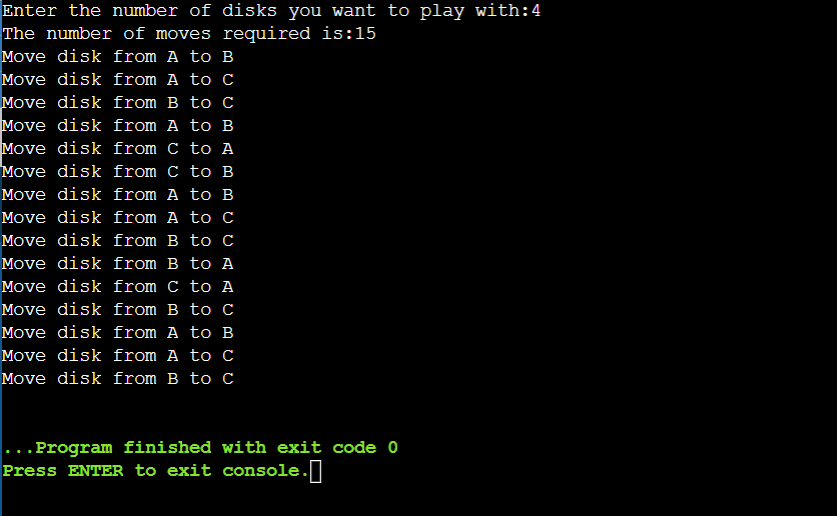 Enter the number of disks you want to play with:4
The number of moves required is:15
Move disk from A to B
Move disk from A to C
Move disk from B to C
Move disk from A to B
Move disk from C to A
Move disk from C to B
Move disk from A to B
Move disk from A to C
Move disk from B to C
Move disk from B to A
Move disk from C to A
Move disk from B to C
Move disk from A to B
Move disk from A to C
Move disk from B to C
...Program finished with exit code 0
Press ENTER to exit console.